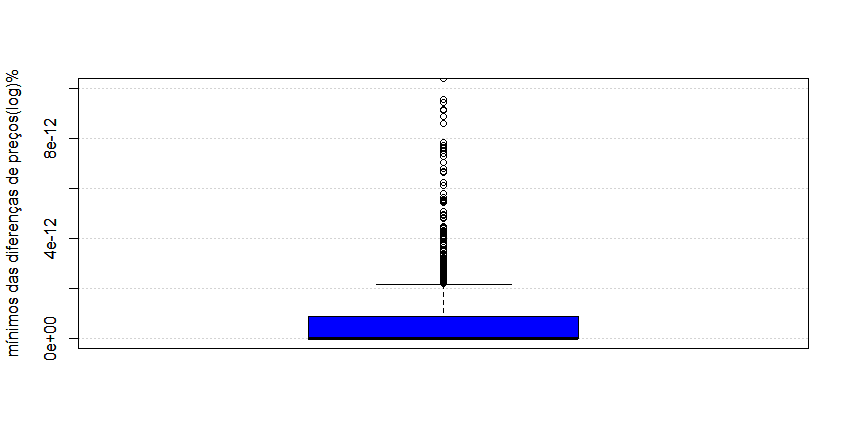 mínimos das diferenças de preços(log)%
8e-12
4e-12
0e+00